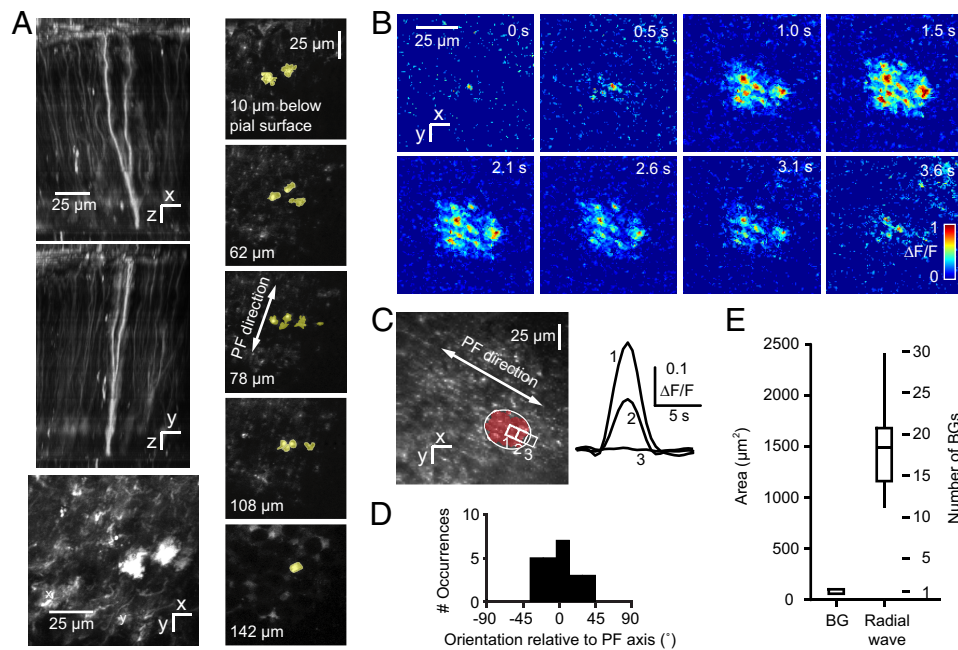 A
25 µm
x
z
y
z
25 µm
x
y
25 µm
10 µm below
pial surface
62 µm
PF direction
78 µm
108 µm
142 µm
B
25 µm
x
y
0 s
0.5 s
1.0 s
1.5 s
2.1 s
2.6 s
3.1 s
3.6 s
1
ΔF/F
0
C
25 µm
PF direction
1
2
3
x
y
1
2
3
0.1
ΔF/F
5 s
D
# Occurrences
10
5
0
-90
-45
0
45
90
Orientation relative to PF axis (˚)
E
Area (µm²)
2500
2000
1500
1000
500
0
BG
Radial
wave
30
25
20
15
10
5
1
Number of BGs